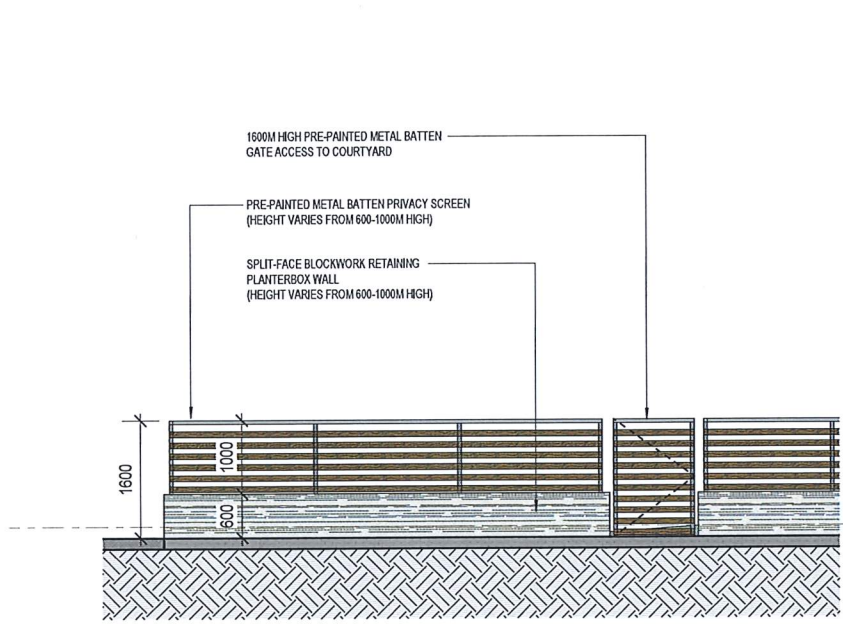 1600M HIGH PRE-PAINTED METAL BATTEN
GATE ACCESS TO COURTYARD
PRE-PAINTED METAL BATTEN PRIVACY SCREEN
(HEIGHT VARIES FROM 600-1000M HIGH)
SPLIT-FACE BLOCKWORK RETAINING
PLANTERBOX WALL
(HEIGHT VARIES FROM 600-1000M HIGH)
1600
1000
600